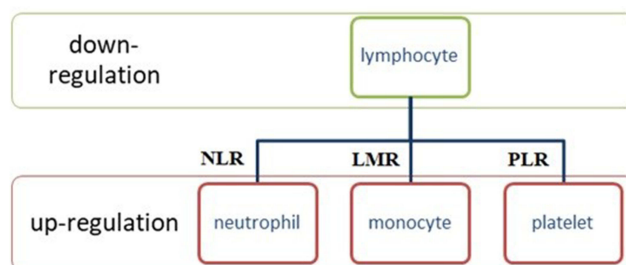 down-
regulation
lymphocyte
NLR
LMR
PLR
up-regulation
neutrophil
monocyte
platelet